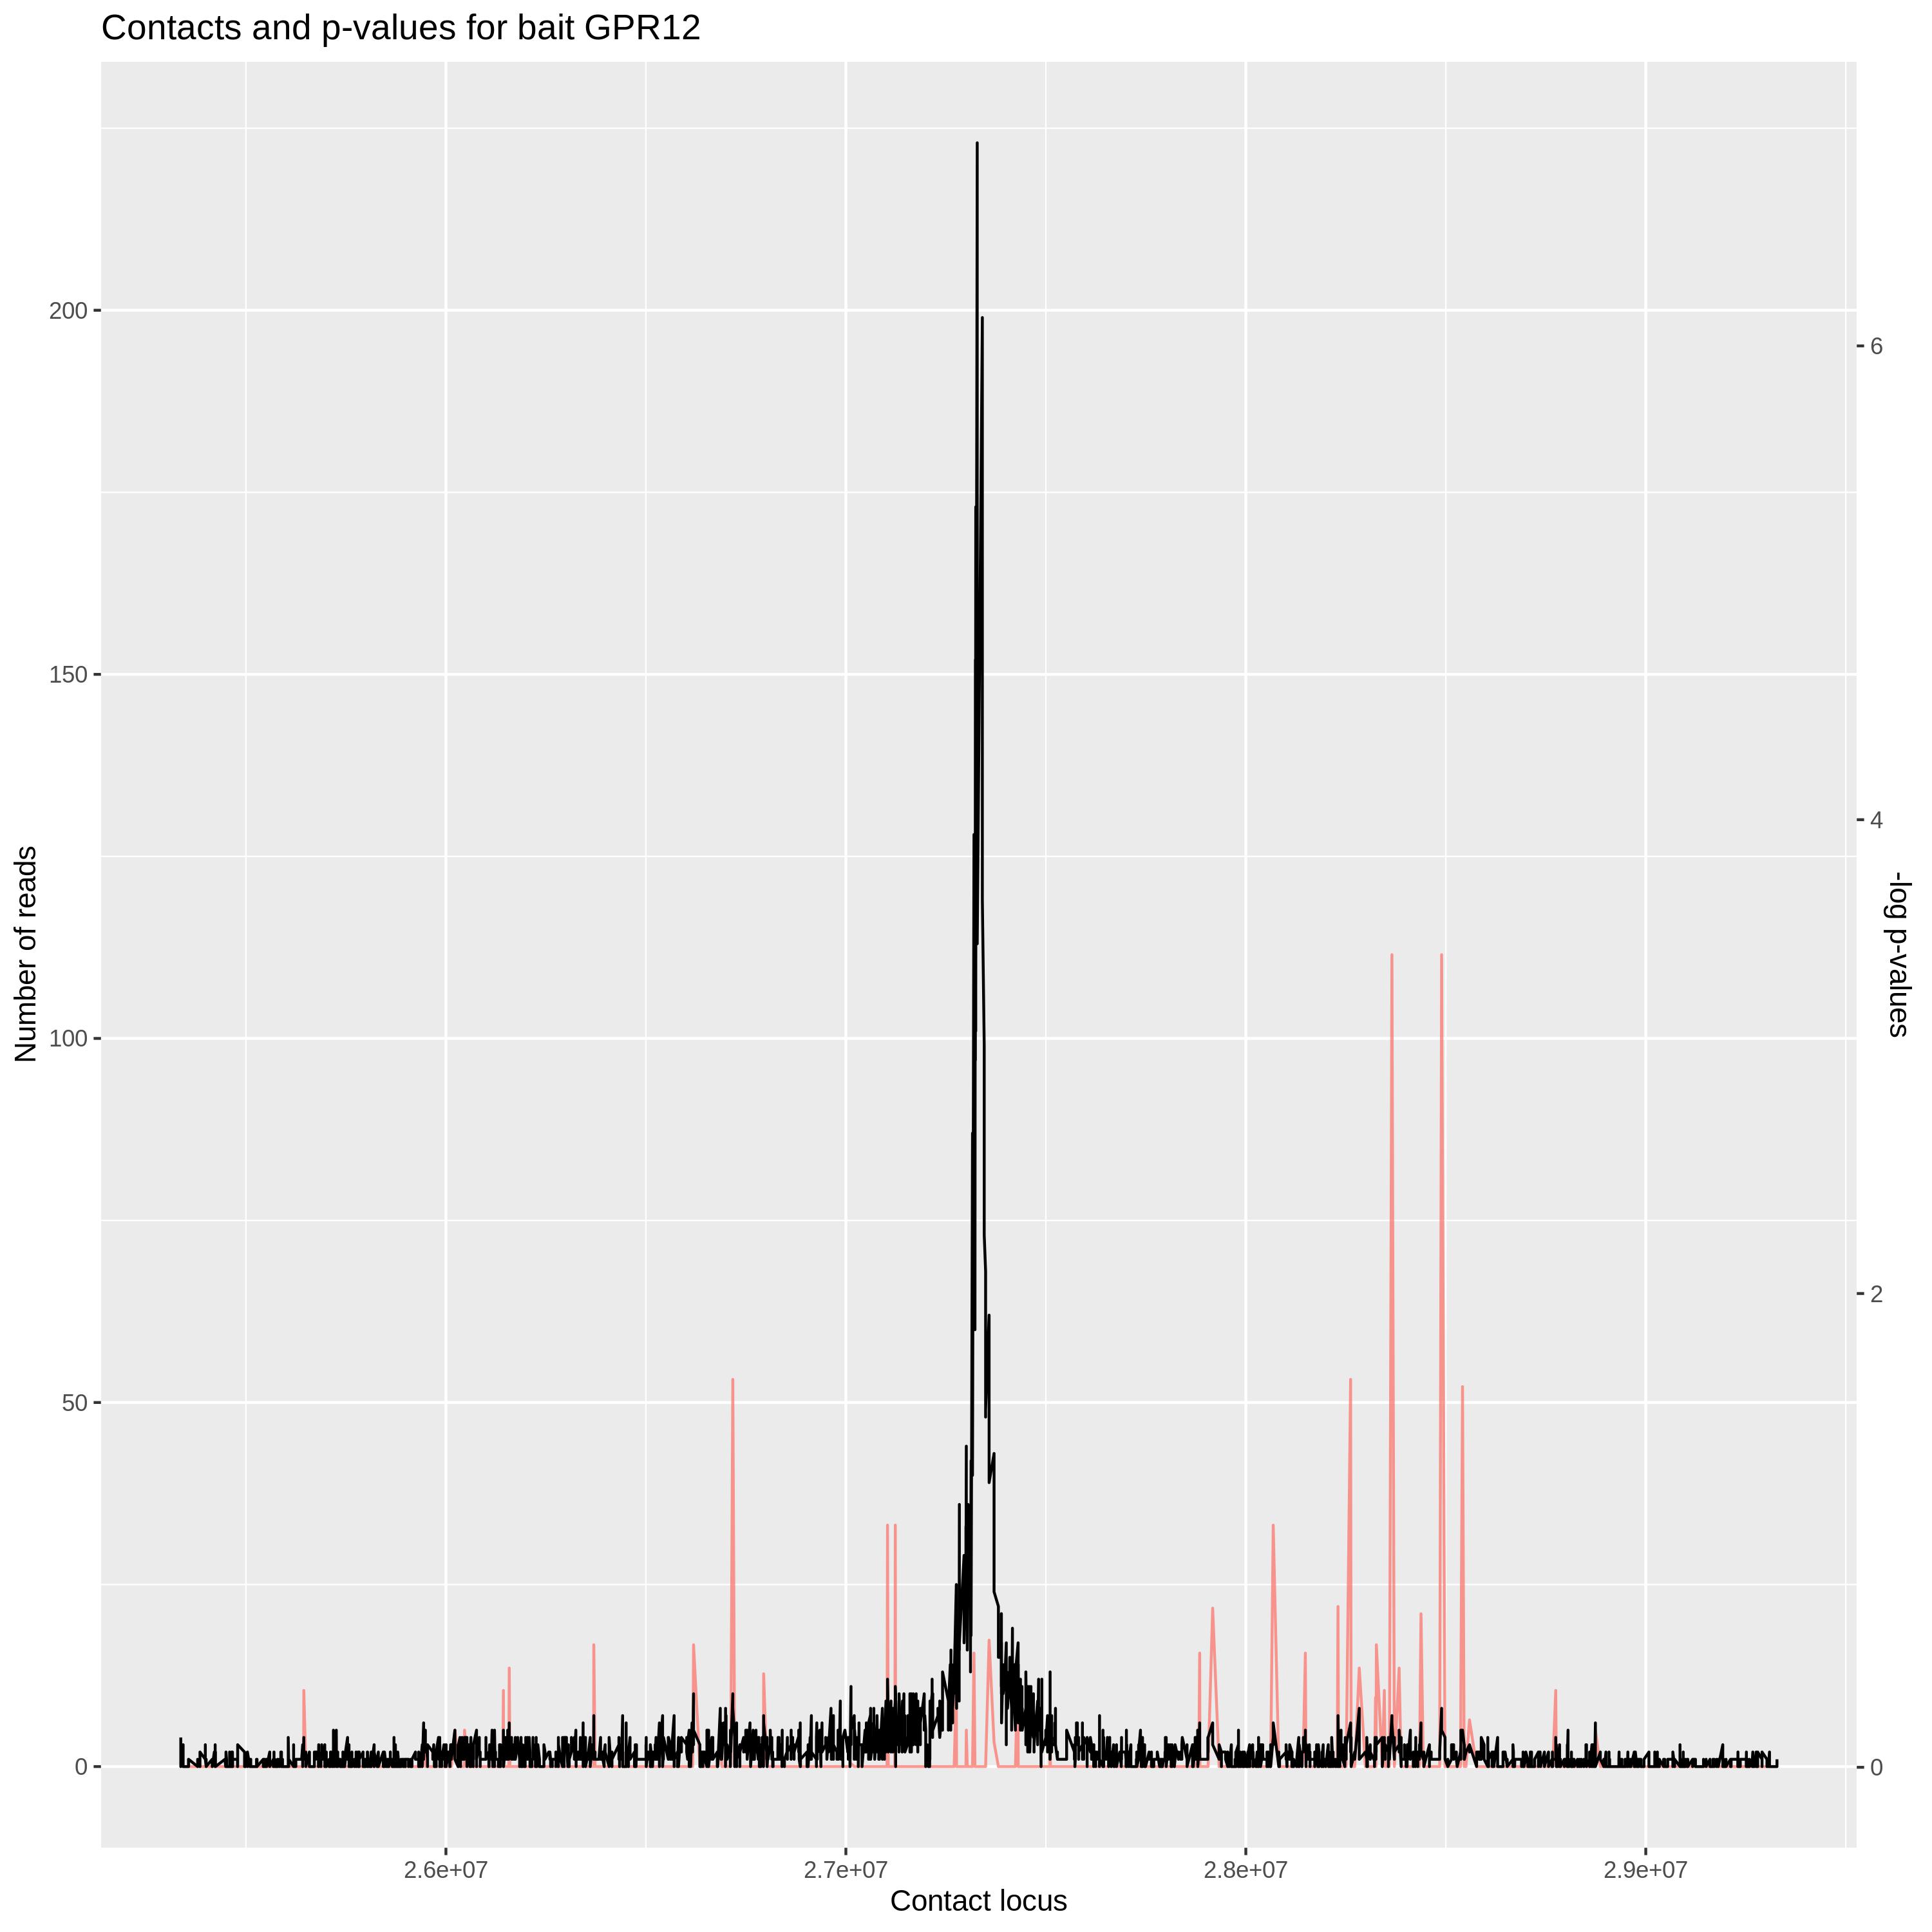 Contacts and p-values for bait GPR12
Number of reads
200
150
100
50
0
6
4
2
0
-log p-values
2.6e+07
2.7e+07
2.8e+07
2.9e+07
Contact locus